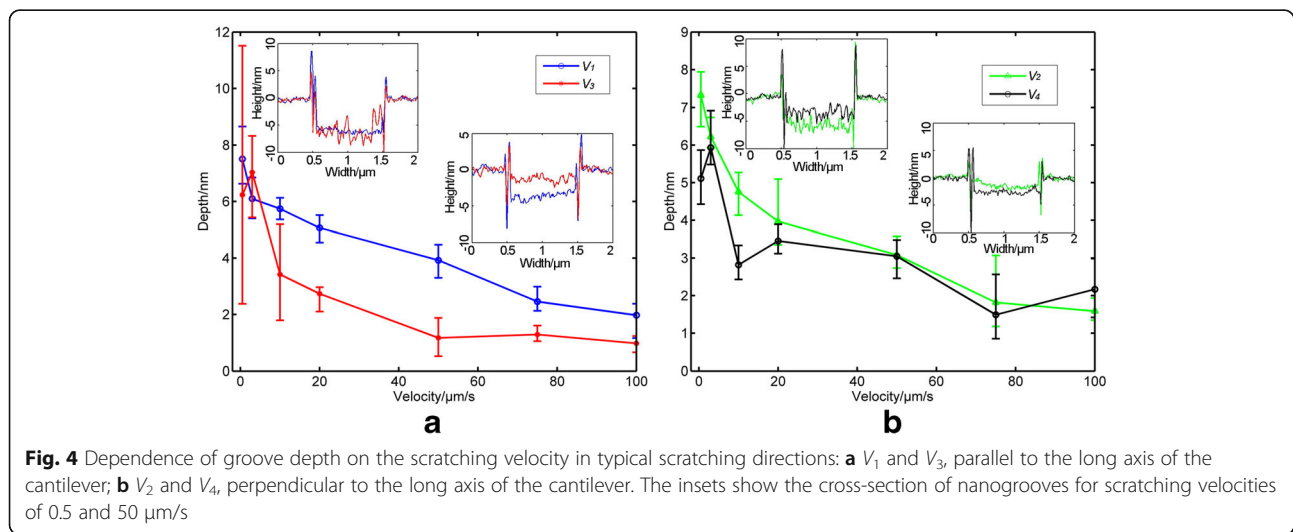 12
10
8
6
4
2
0
Depth/nm
0 20 40 60 80 100
Velocity/μm/s
10
5
0
-5
-10
Height/nm
0 0.5 1 1.5 2
Width/μm
5
0
-5
-10
Height/nm
0 0.5 1 1.5 2
Width/μm
V1
V3
a
9
8
7
6
5
4
3
2
1
0
Depth/nm
0 20 40 60 80 100
Velocity/μm/s
10
5
0
-5
-10
Height/nm
0 0.5 1 1.5 2
Width/μm
10
5
0
-5
-10
Height/nm
0 0.5 1 1.5 2
Width/μm
V2
V4
b
Fig. 4 Dependence of groove depth on the scratching velocity in typical scratching directions: a V1 and V3, parallel to the long axis of the
cantilever; b V2 and V4, perpendicular to the long axis of the cantilever. The insets show the cross-section of nanogrooves for scratching velocities
of 0.5 and 50 μm/s